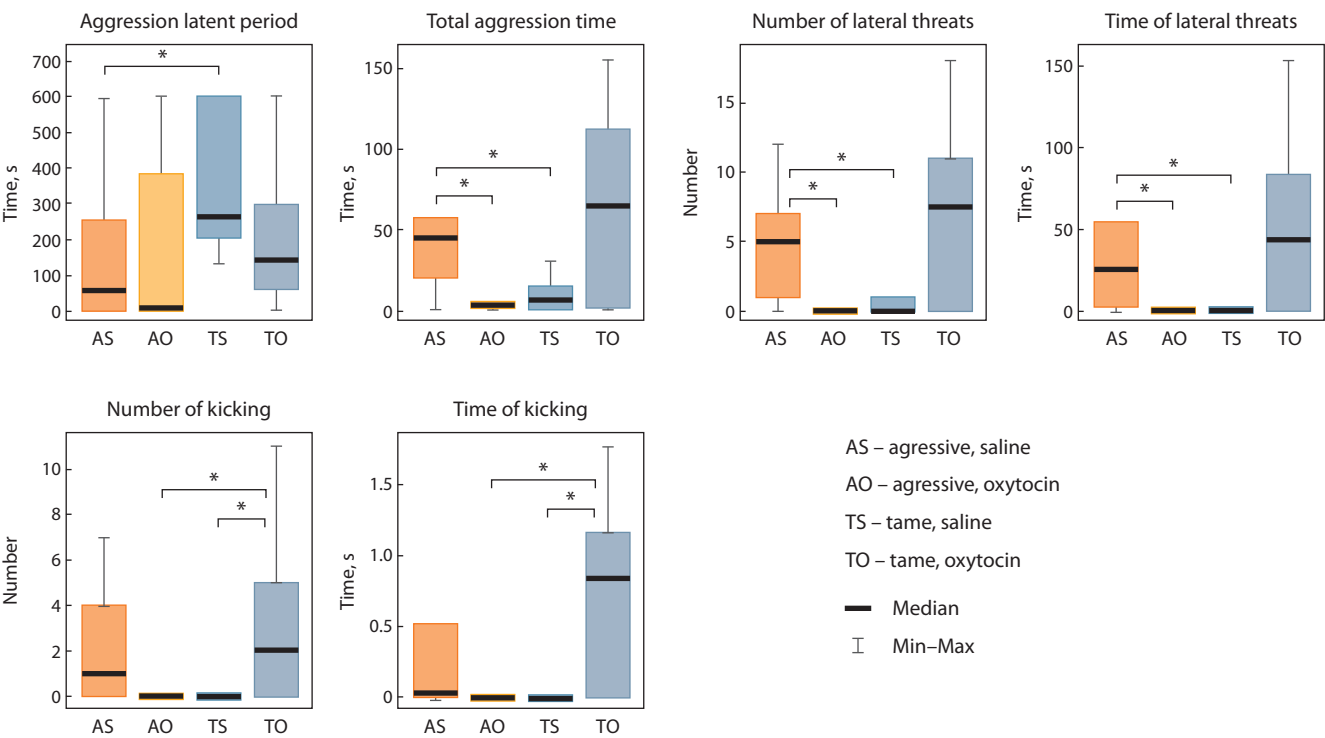 Aggression latent period
Total aggression time
Number of lateral threats
Time of lateral threats
Time, s
700
600
500
400
300
200
100
0
*
AS AO TS TO
Time, s
150
100
50
0
*
*
AS AO TS TO
Number
15
10
5
0
*
*
AS AO TS TO
Time, s
150
100
50
0
*
*
AS AO TS TO
Number of kicking
Time of kicking
Number
10
8
6
4
2
0
*
*
AS AO TS TO
Time, s
1.5
1.0
0.5
0
*
*
AS AO TS TO
AS – agressive, saline
AO – agressive, oxytocin
TS – tame, saline
TO – tame, oxytocin
Median
Min–Max